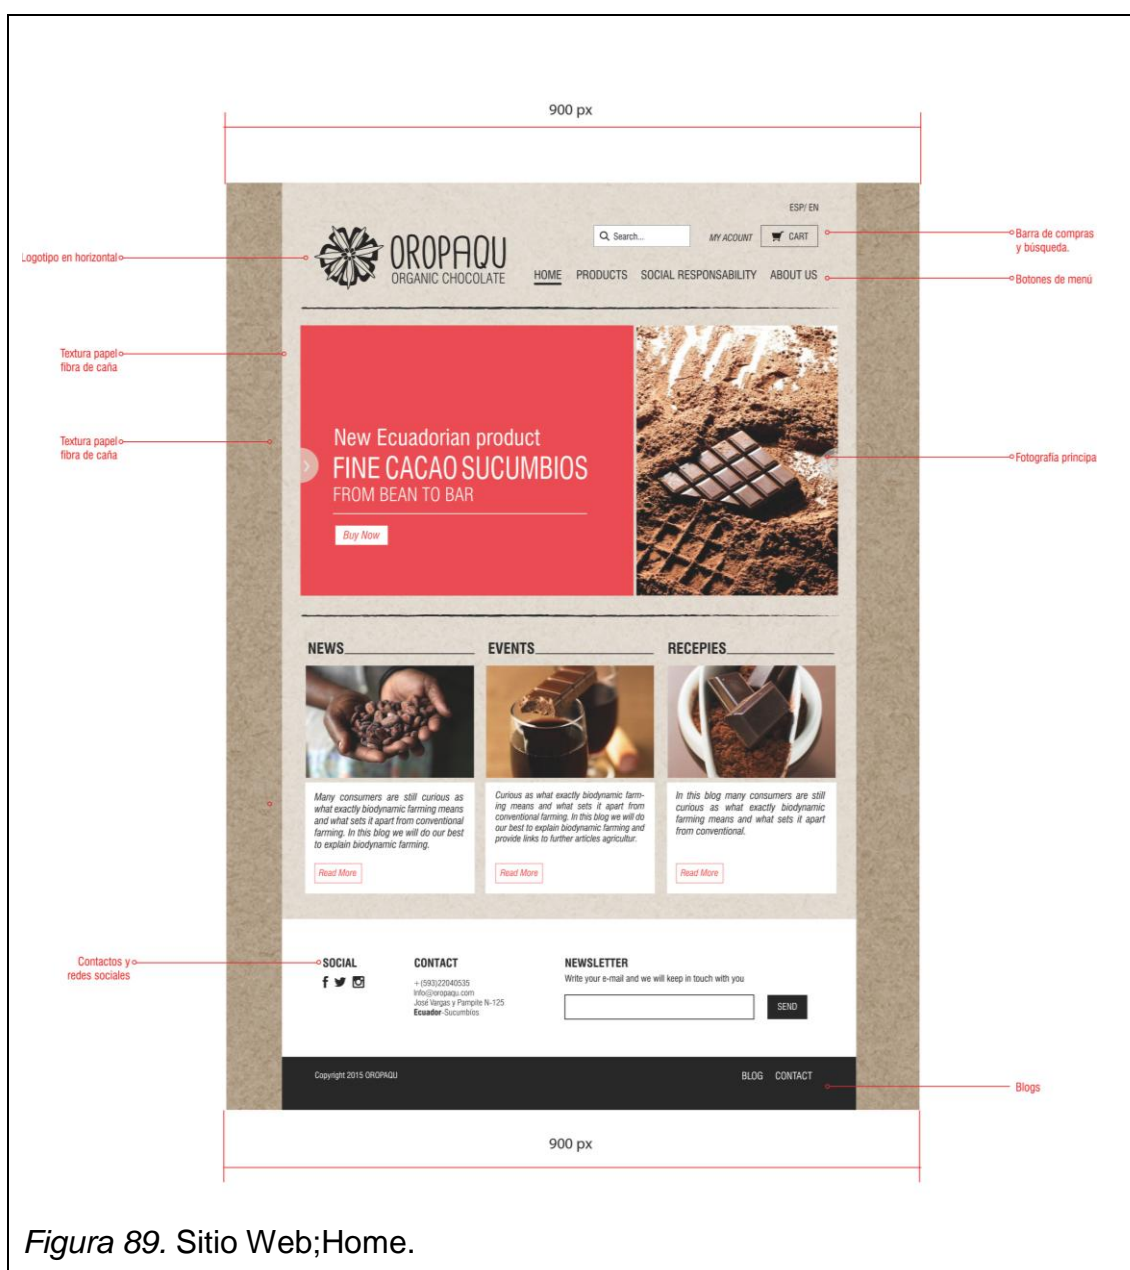 900 px
ESP/ EN
Search...
MY ACOUNT
CART
Barra de compras
y búsqueda.
Logotipo en horizontal
OROPAQU
ORGANIC CHOCOLATE
HOME PRODUCTS SOCIAL RESPONSABILITY ABOUT US
Botones de menú
Textura papel
fibra de caña
Textura papel
fibra de caña
New Ecuadorian product
FINE CACAO SUCUMBIOS
FROM BEAN TO BAR
Buy Now
Fotografía principa
NEWS
EVENTS
RECEPIES
Many consumers are still curious as
what exactly biodynamic farming means
and what sets it apart from conventional
farming. In this blog we will do our best
to explain biodynamic farming.
Read More
Curious as what exactly biodynamic farm-
ing means and what sets it apart from
conventional farming. In this blog we will do
our best to explain biodynamic farming and
provide links to further articles agricultur.
Read More
In this blog many consumers are still
curious as what exactly biodynamic
farming means and what sets it apart
from conventional.
Read More
Contactos y
redes sociales
SOCIAL
CONTACT
+(593)22040535
Info@oropaqu.com
José Vargas y Pampite N-125
Ecuador-Sucumbíos
NEWSLETTER
Write your e-mail and we will keep in touch with you
SEND
Copyright 2015 OROPAQU
BLOG CONTACT
Blogs
900 px
Figura 89. Sitio Web;Home.